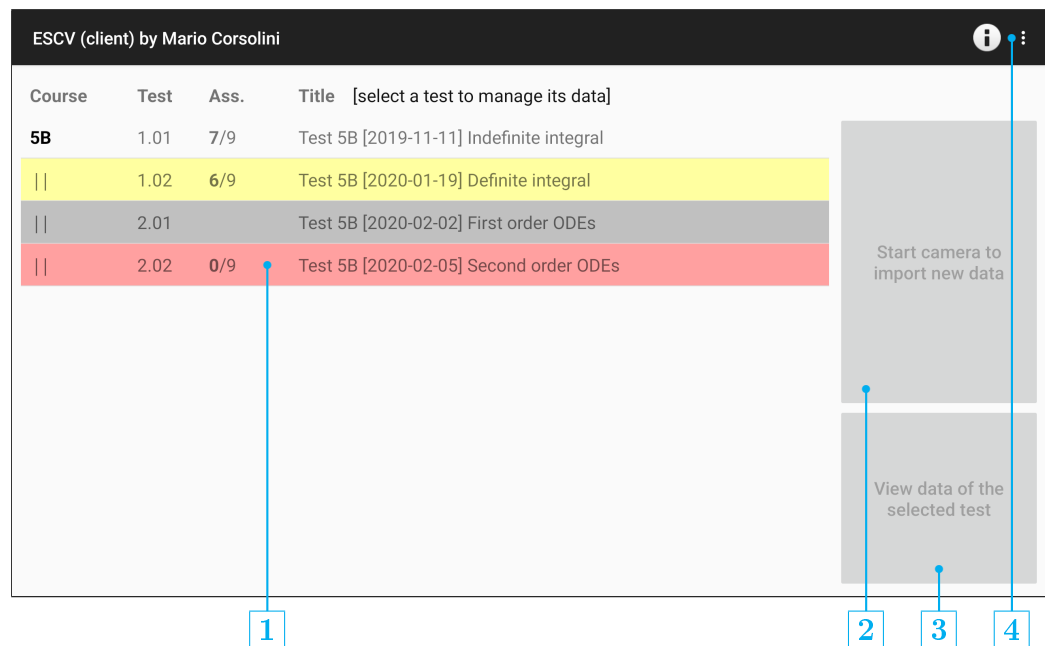 ESCV (client) by Mario Corsolini
Course Test Ass. Title [select a test to manage its data]
5B 1.01 7/9 Test 5B [2019-11-11] Indefinite integral
|| 1.02 6/9 Test 5B [2020-01-19] Definite integral
|| 2.01 Test 5B [2020-02-02] First order ODEs
|| 2.02 0/9 Test 5B [2020-02-05] Second order ODEs
Start camera to
import new data
View data of the
selected test
1 2 3 4